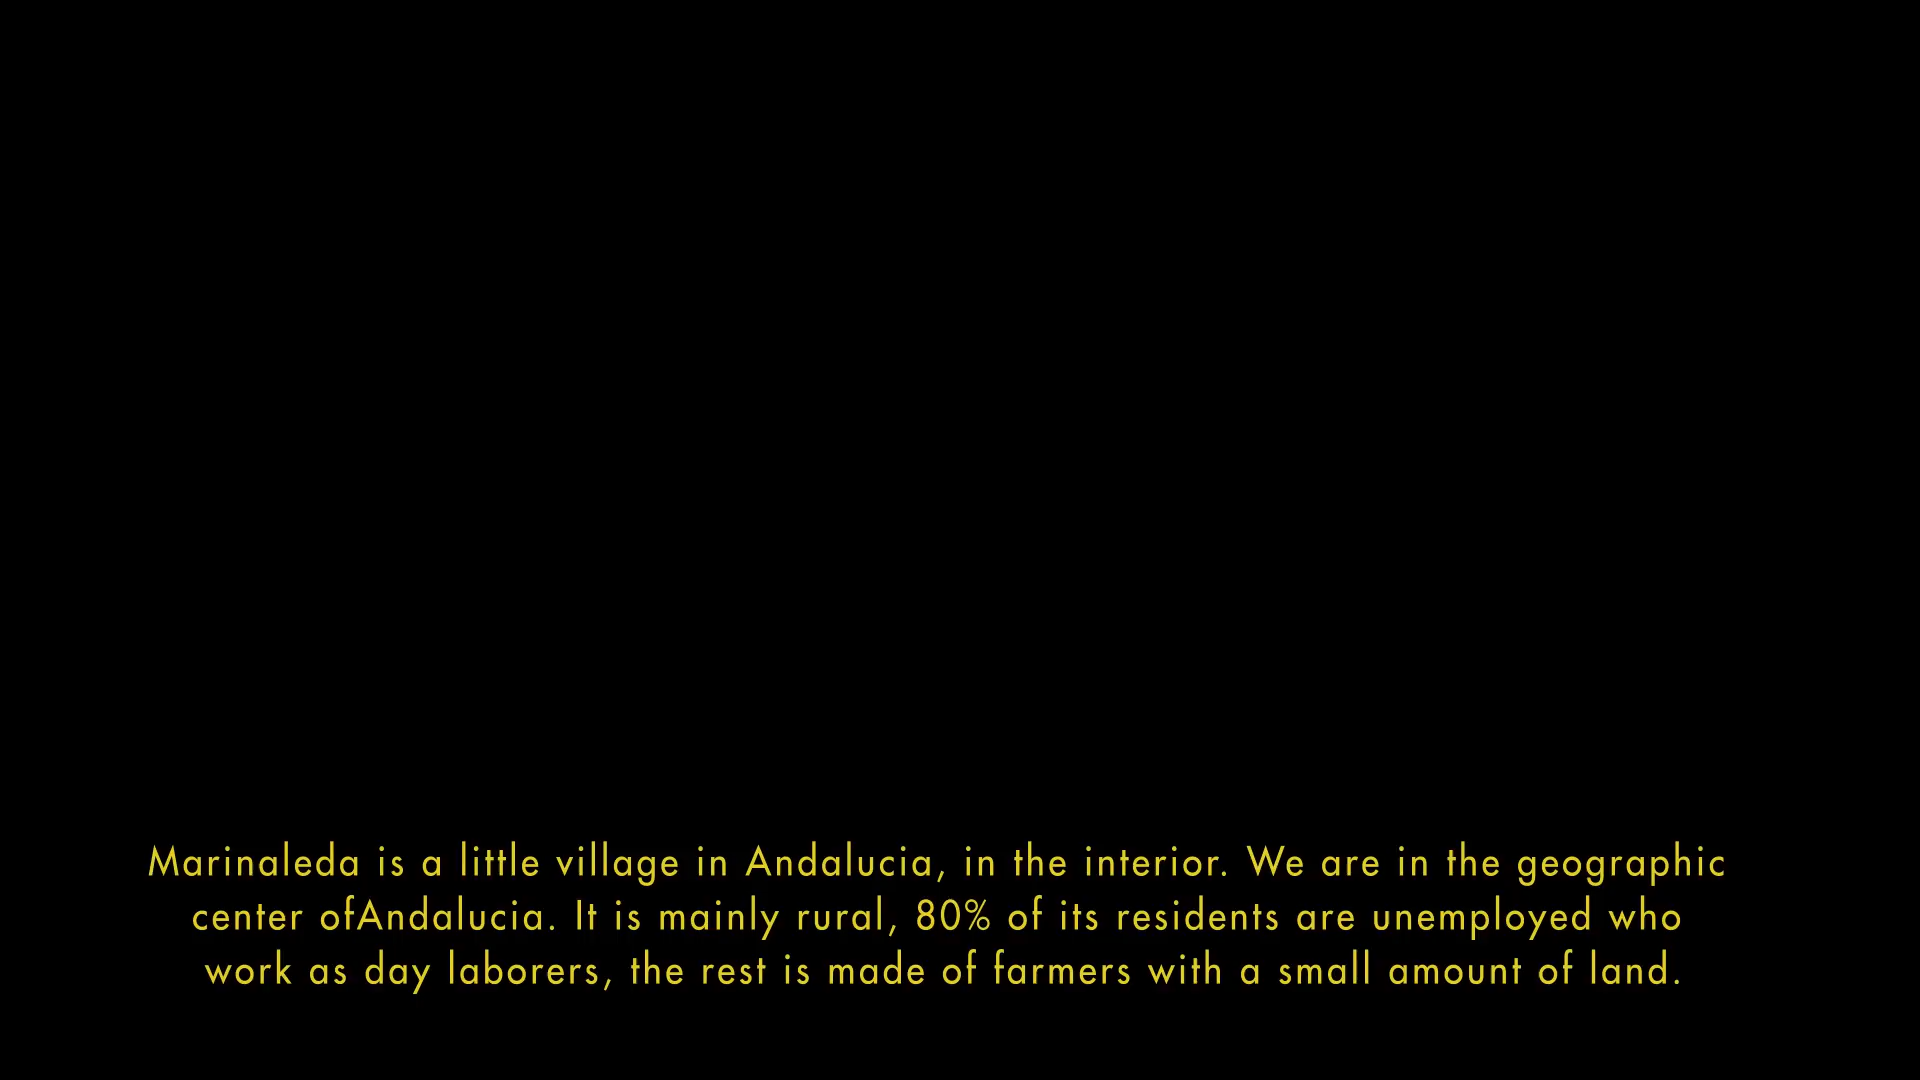 Marinaleda is a little village in Andalucia, in the interior. We are in the geographic
center ofAndalucia. It is mainly rural, 80% of its residents are unemployed who
work as day laborers, the rest is made of farmers with a small amount of land.